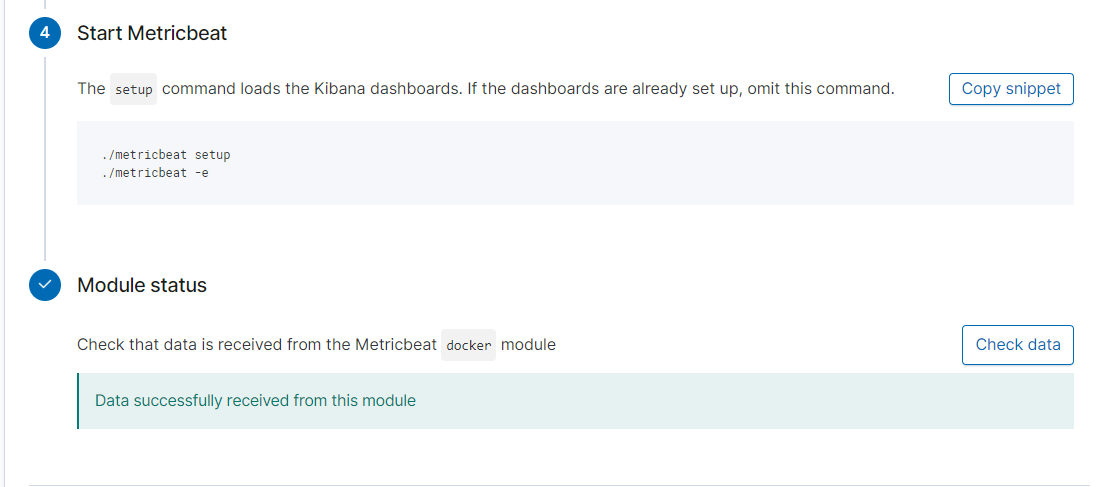 4 Start Metricbeat
The setup command loads the Kibana dashboards. If the dashboards are already set up, omit this command. Copy snippet
./metricbeat setup
./metricbeat -e
Module status
Check that data is received from the Metricbeat docker module Check data
Data successfully received from this module